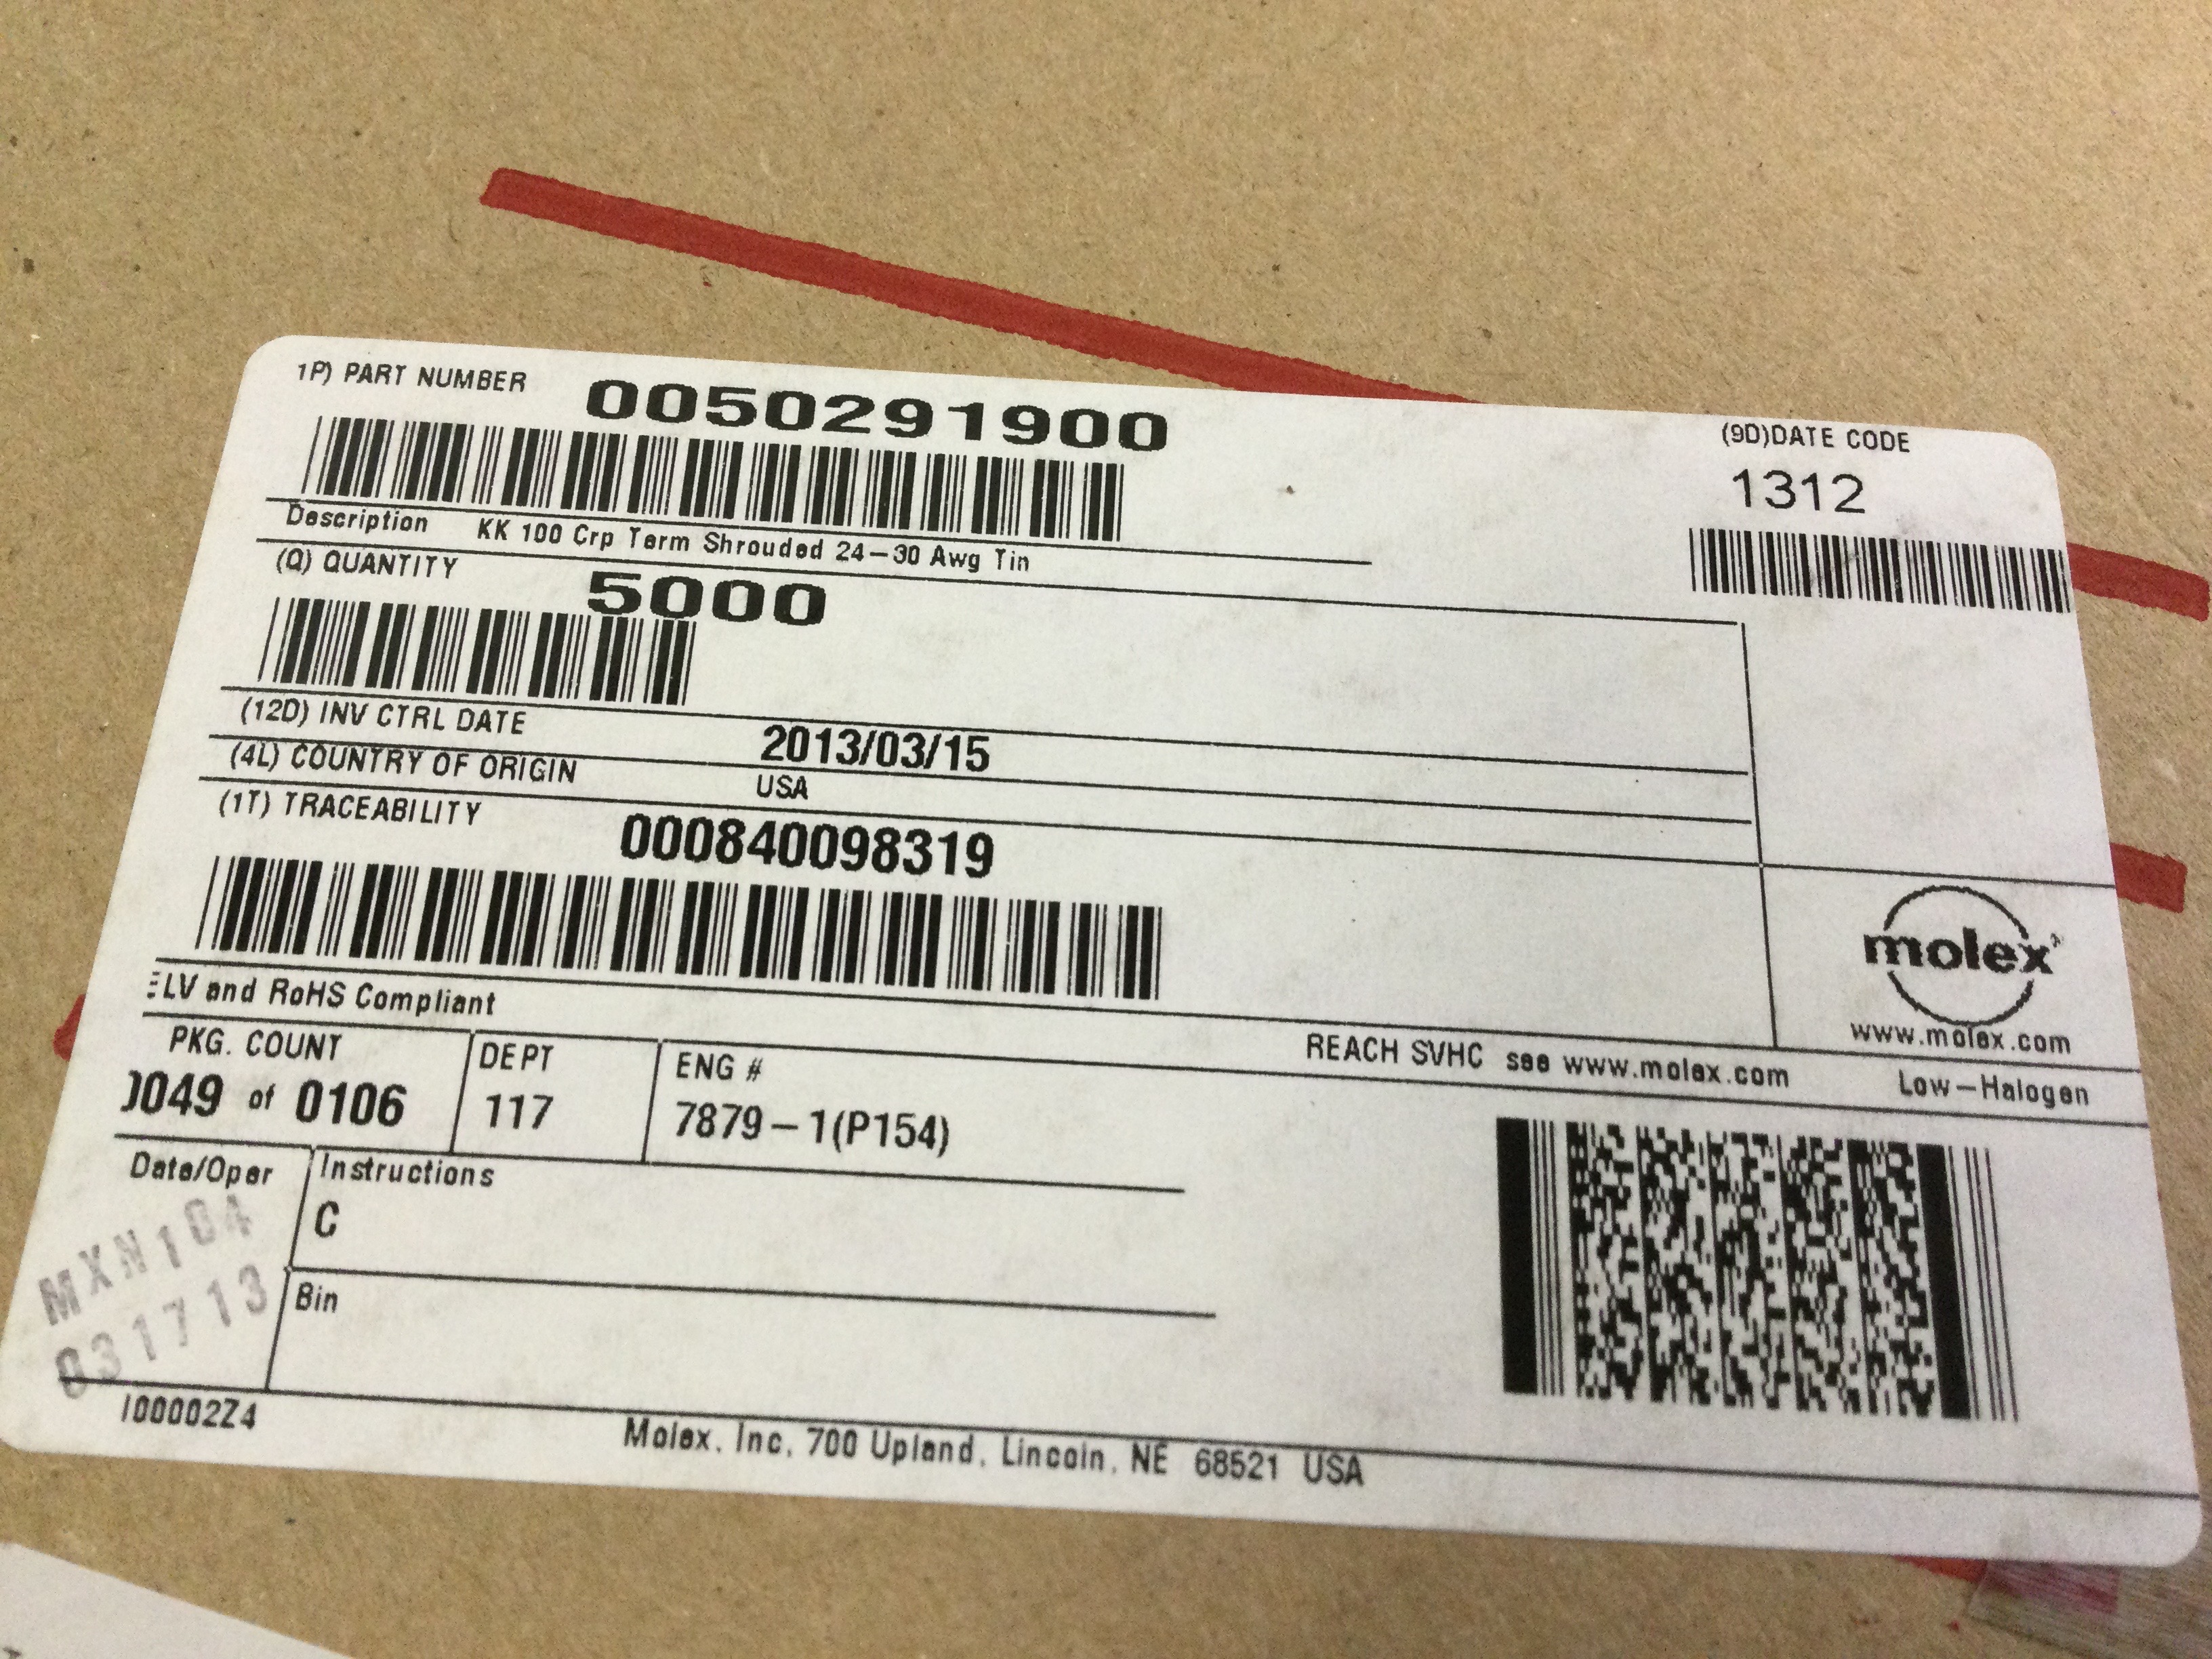 1P) PART NUMBER 0050291900
(9D)DATE CODE
1312
Description KK 100 Crp Term Shrouded 24-30 Awg Tin
(Q) QUANTITY 5000
(12D) INV CTRL DATE 2013/03/15
(4L) COUNTRY OF ORIGIN USA
(1T) TRACEABILITY 000840098319
molex
www.molex.com
ELV and RoHS Compliant
REACH SVHC see www.molex.com Low-Halogen
PKG. COUNT DEPT ENG #
0049 of 0106 117 7879-1(P154)
Date/Oper Instructions
C
MXN104
031713
Bin
I00002Z4
Molex, Inc, 700 Upland, Lincoln, NE 68521 USA